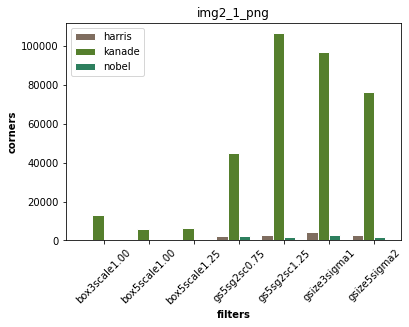 img2_1_png
harris
kanade
nobel
100000
80000
60000
40000
20000
0
corners
box3scale1.00
box5scale1.00
box5scale1.25
gs5sg2sc0.75
gs5sg2sc1.25
gsize3sigma1
gsize5sigma2
filters